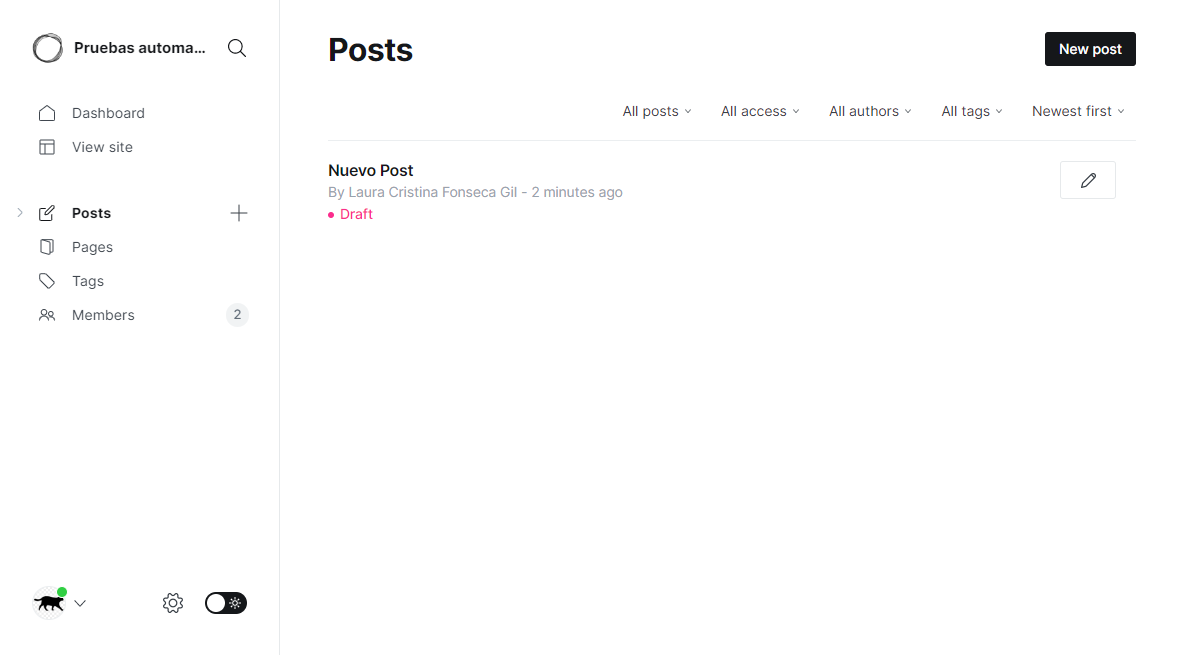 Pruebas automa...
Dashboard
View site
Posts
Pages
Tags
Members
2
Posts
New post
All posts
All access
All authors
All tags
Newest first
Nuevo Post
By Laura Cristina Fonseca Gil - 2 minutes ago
Draft